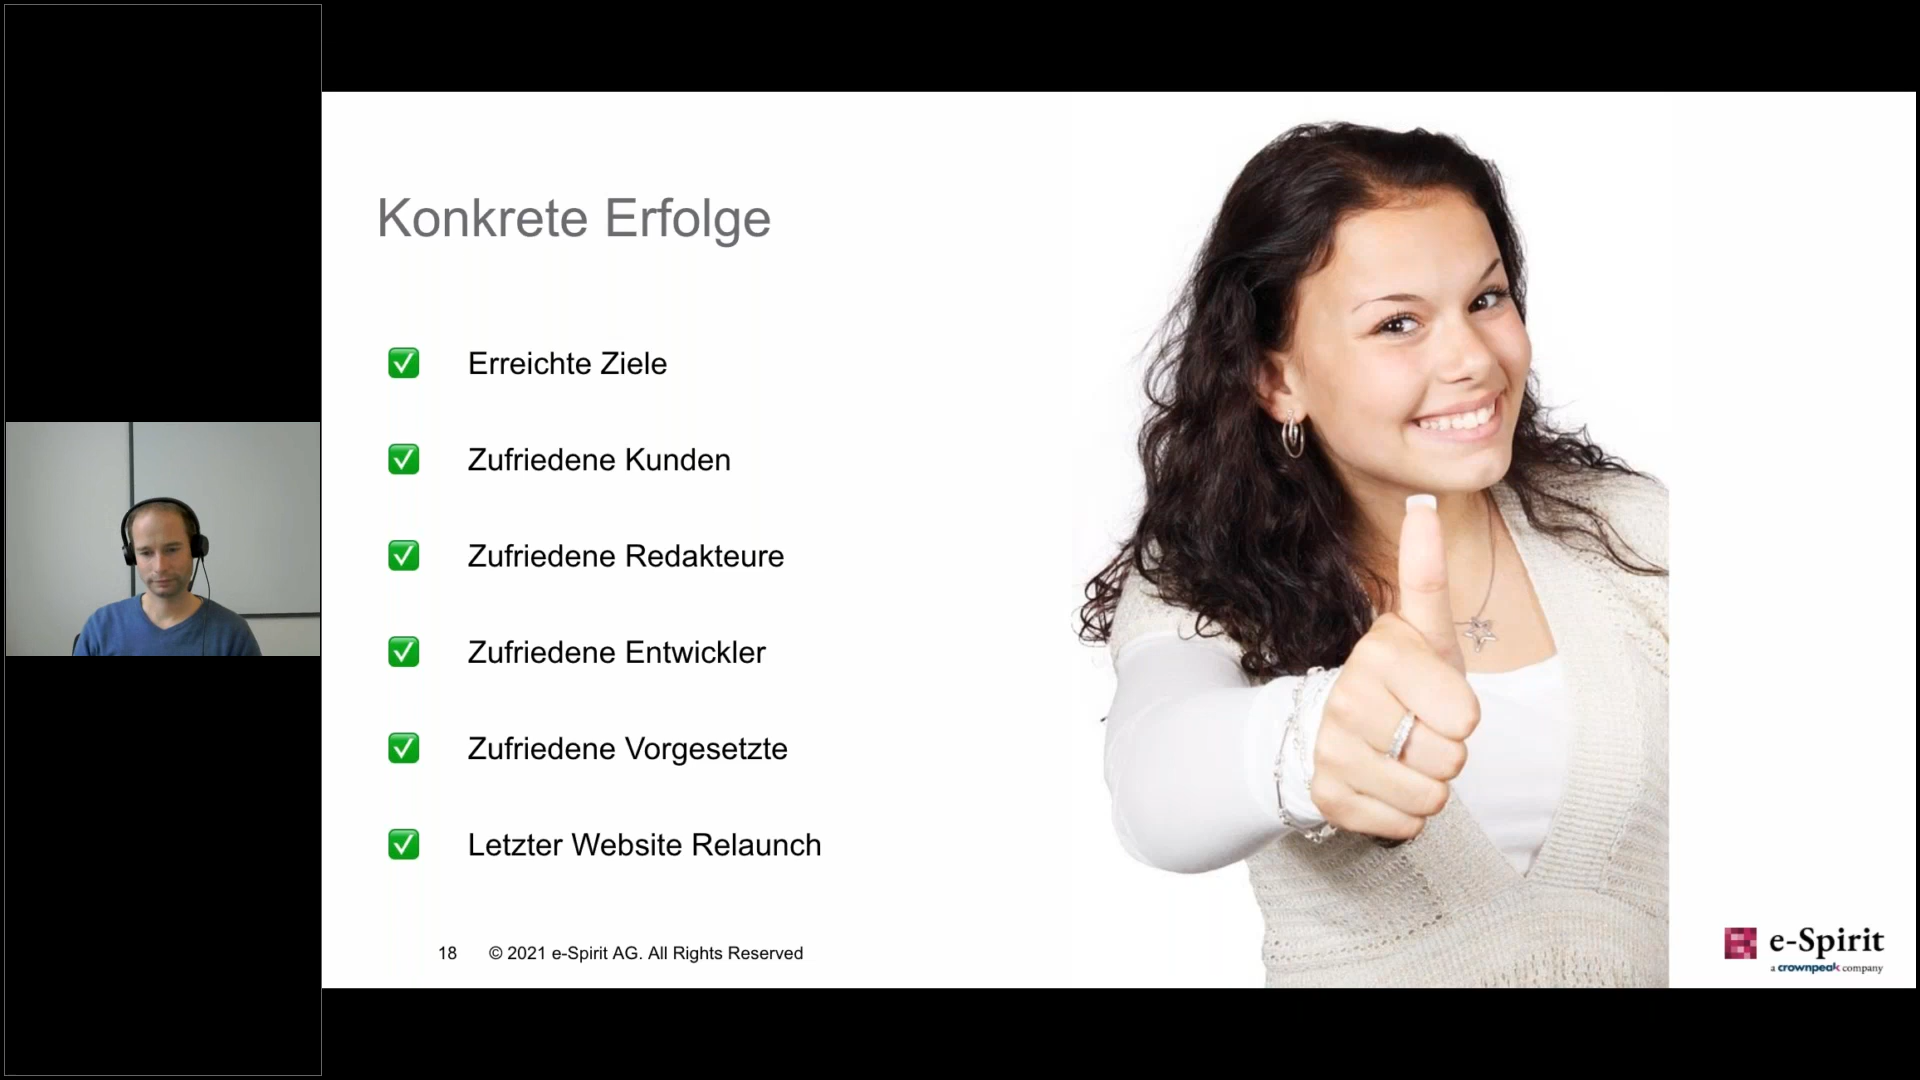 Konkrete Erfolge
Erreichte Ziele
Zufriedene Kunden
Zufriedene Redakteure
Zufriedene Entwickler
Zufriedene Vorgesetzte
Letzter Website Relaunch
18 © 2021 e-Spirit AG. All Rights Reserved
e-Spirit
a crownpeak company